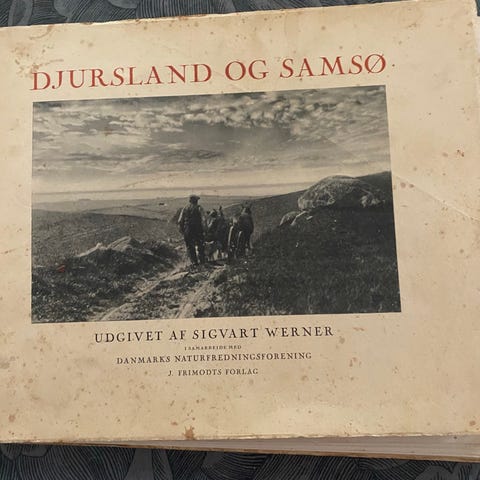 DJURSLAND OG SAMSØ
UDGIVET AF SIGVART WERNER
I SAMARBEJDE MED
DANMARKS NATURFREDNINGSFORENING
J. FRIMODTS FORLAG